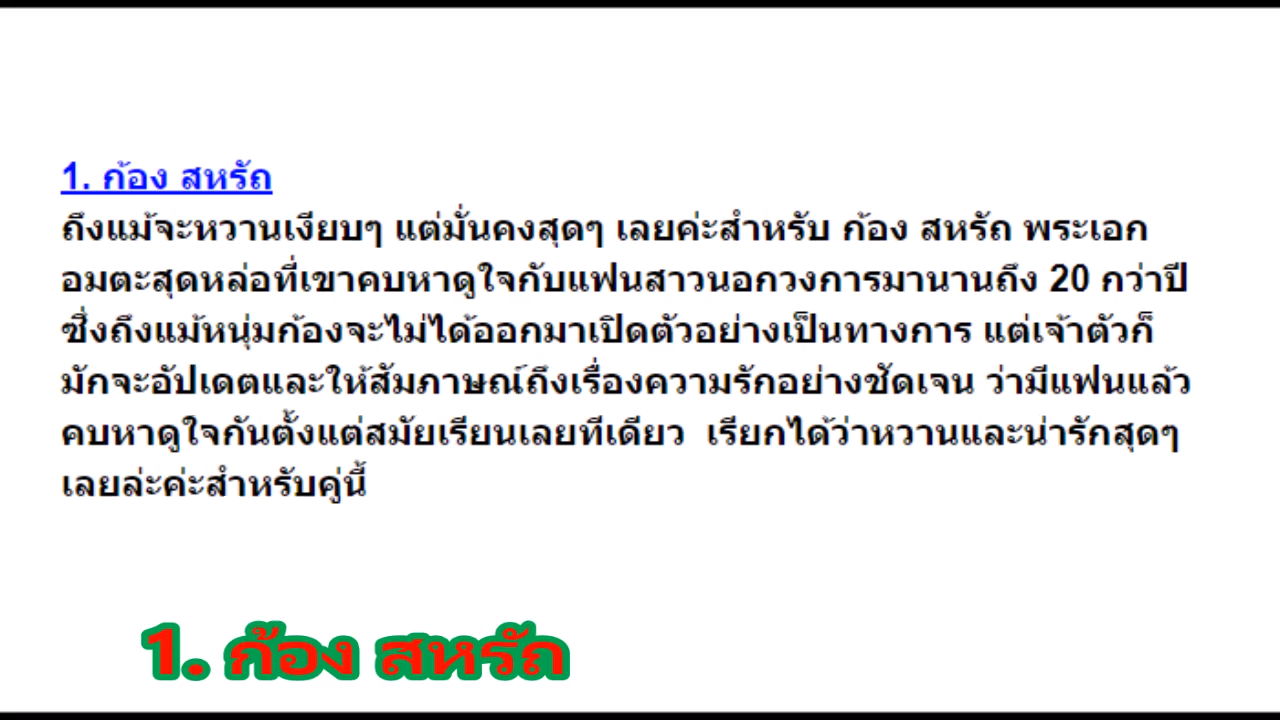 1. ก้อง สหรัถ
ถึงแม้จะหวานเงียบๆ แต่มั่นคงสุดๆ เลยค่ะสำหรับ ก้อง สหรัถ พระเอก
อมตะสุดหล่อที่เขาคบหาดูใจกับแฟนสาวนอกวงการมานานถึง 20 กว่าปี
ซึ่งถึงแม้หนุ่มก้องจะไม่ได้ออกมาเปิดตัวอย่างเป็นทางการ แต่เจ้าตัวก็
มักจะอัปเดตและให้สัมภาษณ์ถึงเรื่องความรักอย่างชัดเจน ว่ามีแฟนแล้ว
คบหาดูใจกันตั้งแต่สมัยเรียนเลยทีเดียว เรียกได้ว่าหวานและน่ารักสุดๆ
เลยล่ะค่ะสำหรับคู่นี้
1. ก้อง สหรัถ